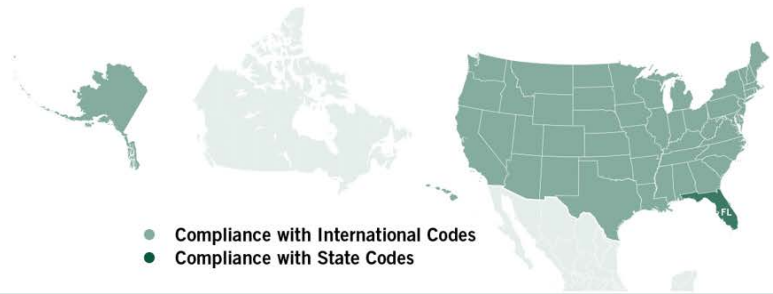 FL
Compliance with International Codes
Compliance with State Codes